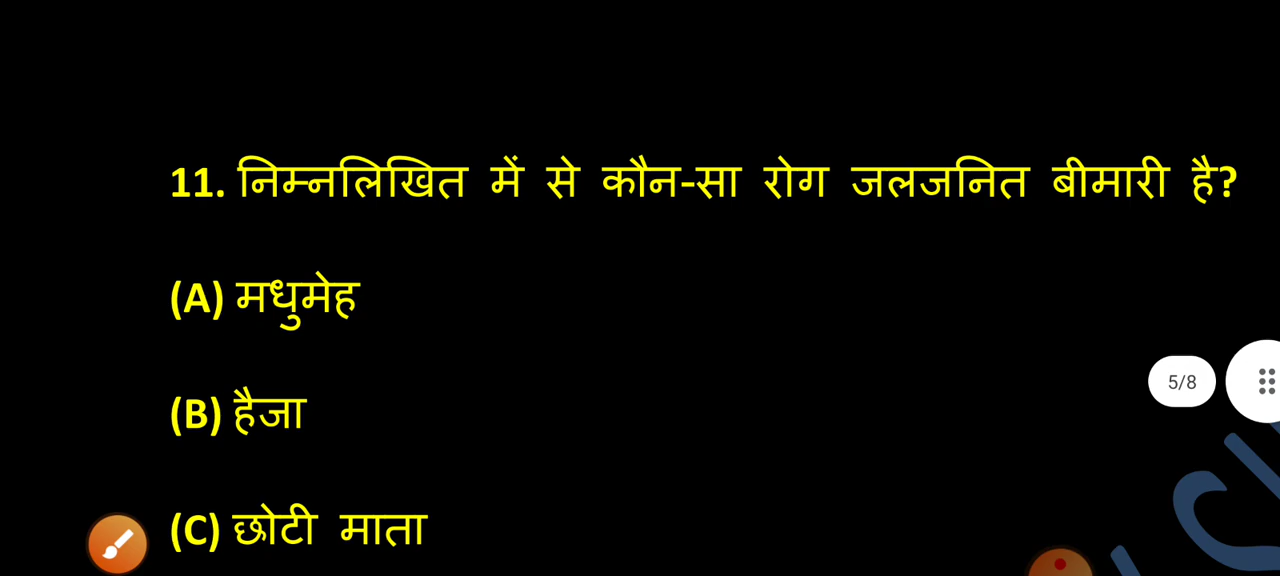 11. निम्नलिखित में से कौन-सा रोग जलजनित बीमारी है?
(A) मधुमेह
(B) हैजा
5/8
(C) छोटी माता